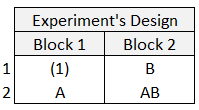 Experiment's Design
Block 1 Block 2
1 (1) B
2 A AB